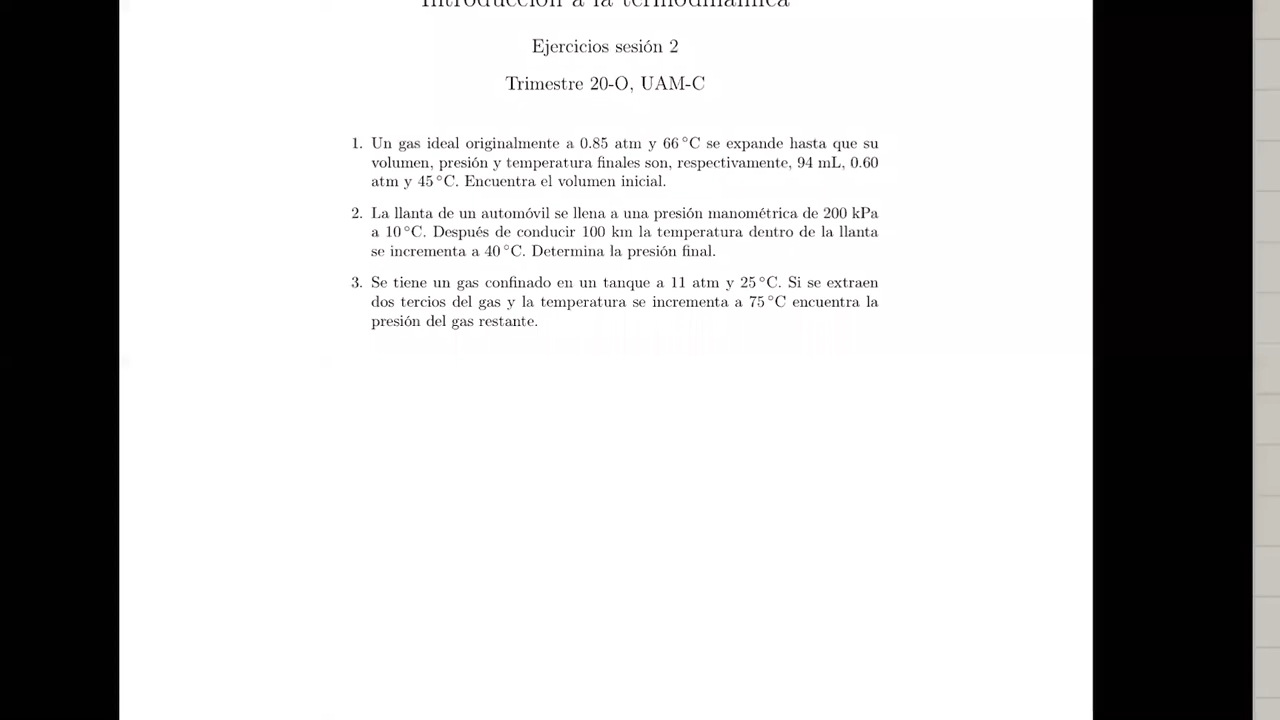 Introducción a la termodinámica
Ejercicios sesión 2
Trimestre 20-O, UAM-C
1. Un gas ideal originalmente a 0.85 atm y 66 °C se expande hasta que su
volumen, presión y temperatura finales son, respectivamente, 94 mL, 0.60
atm y 45 °C. Encuentra el volumen inicial.
2. La llanta de un automóvil se llena a una presión manométrica de 200 kPa
a 10 °C. Después de conducir 100 km la temperatura dentro de la llanta
se incrementa a 40 °C. Determina la presión final.
3. Se tiene un gas confinado en un tanque a 11 atm y 25 °C. Si se extraen
dos tercios del gas y la temperatura se incrementa a 75 °C encuentra la
presión del gas restante.